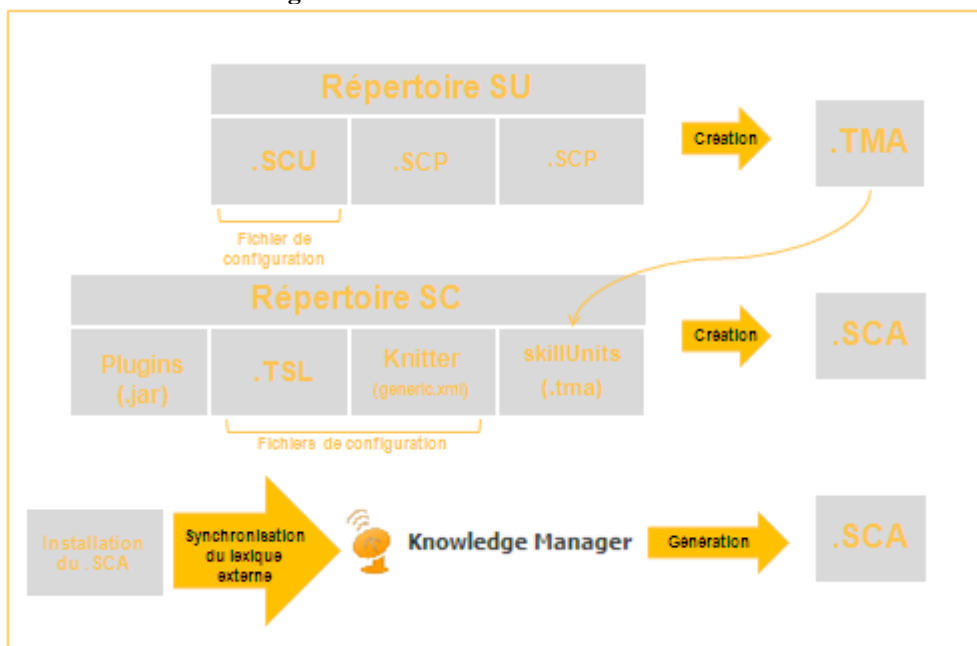 Répertoire SU
.SCU
.SCP
.SCP
Création
.TMA
Fichier de
configuration
Répertoire SC
Plugins
(.jar)
.TSL
Knitter
(generic.xml)
skillUnits
(.tma)
Création
.SCA
Fichiers de configuration
Installation
du .SCA
Synchronisation
du lexique
externe
Knowledge Manager
Génération
.SCA